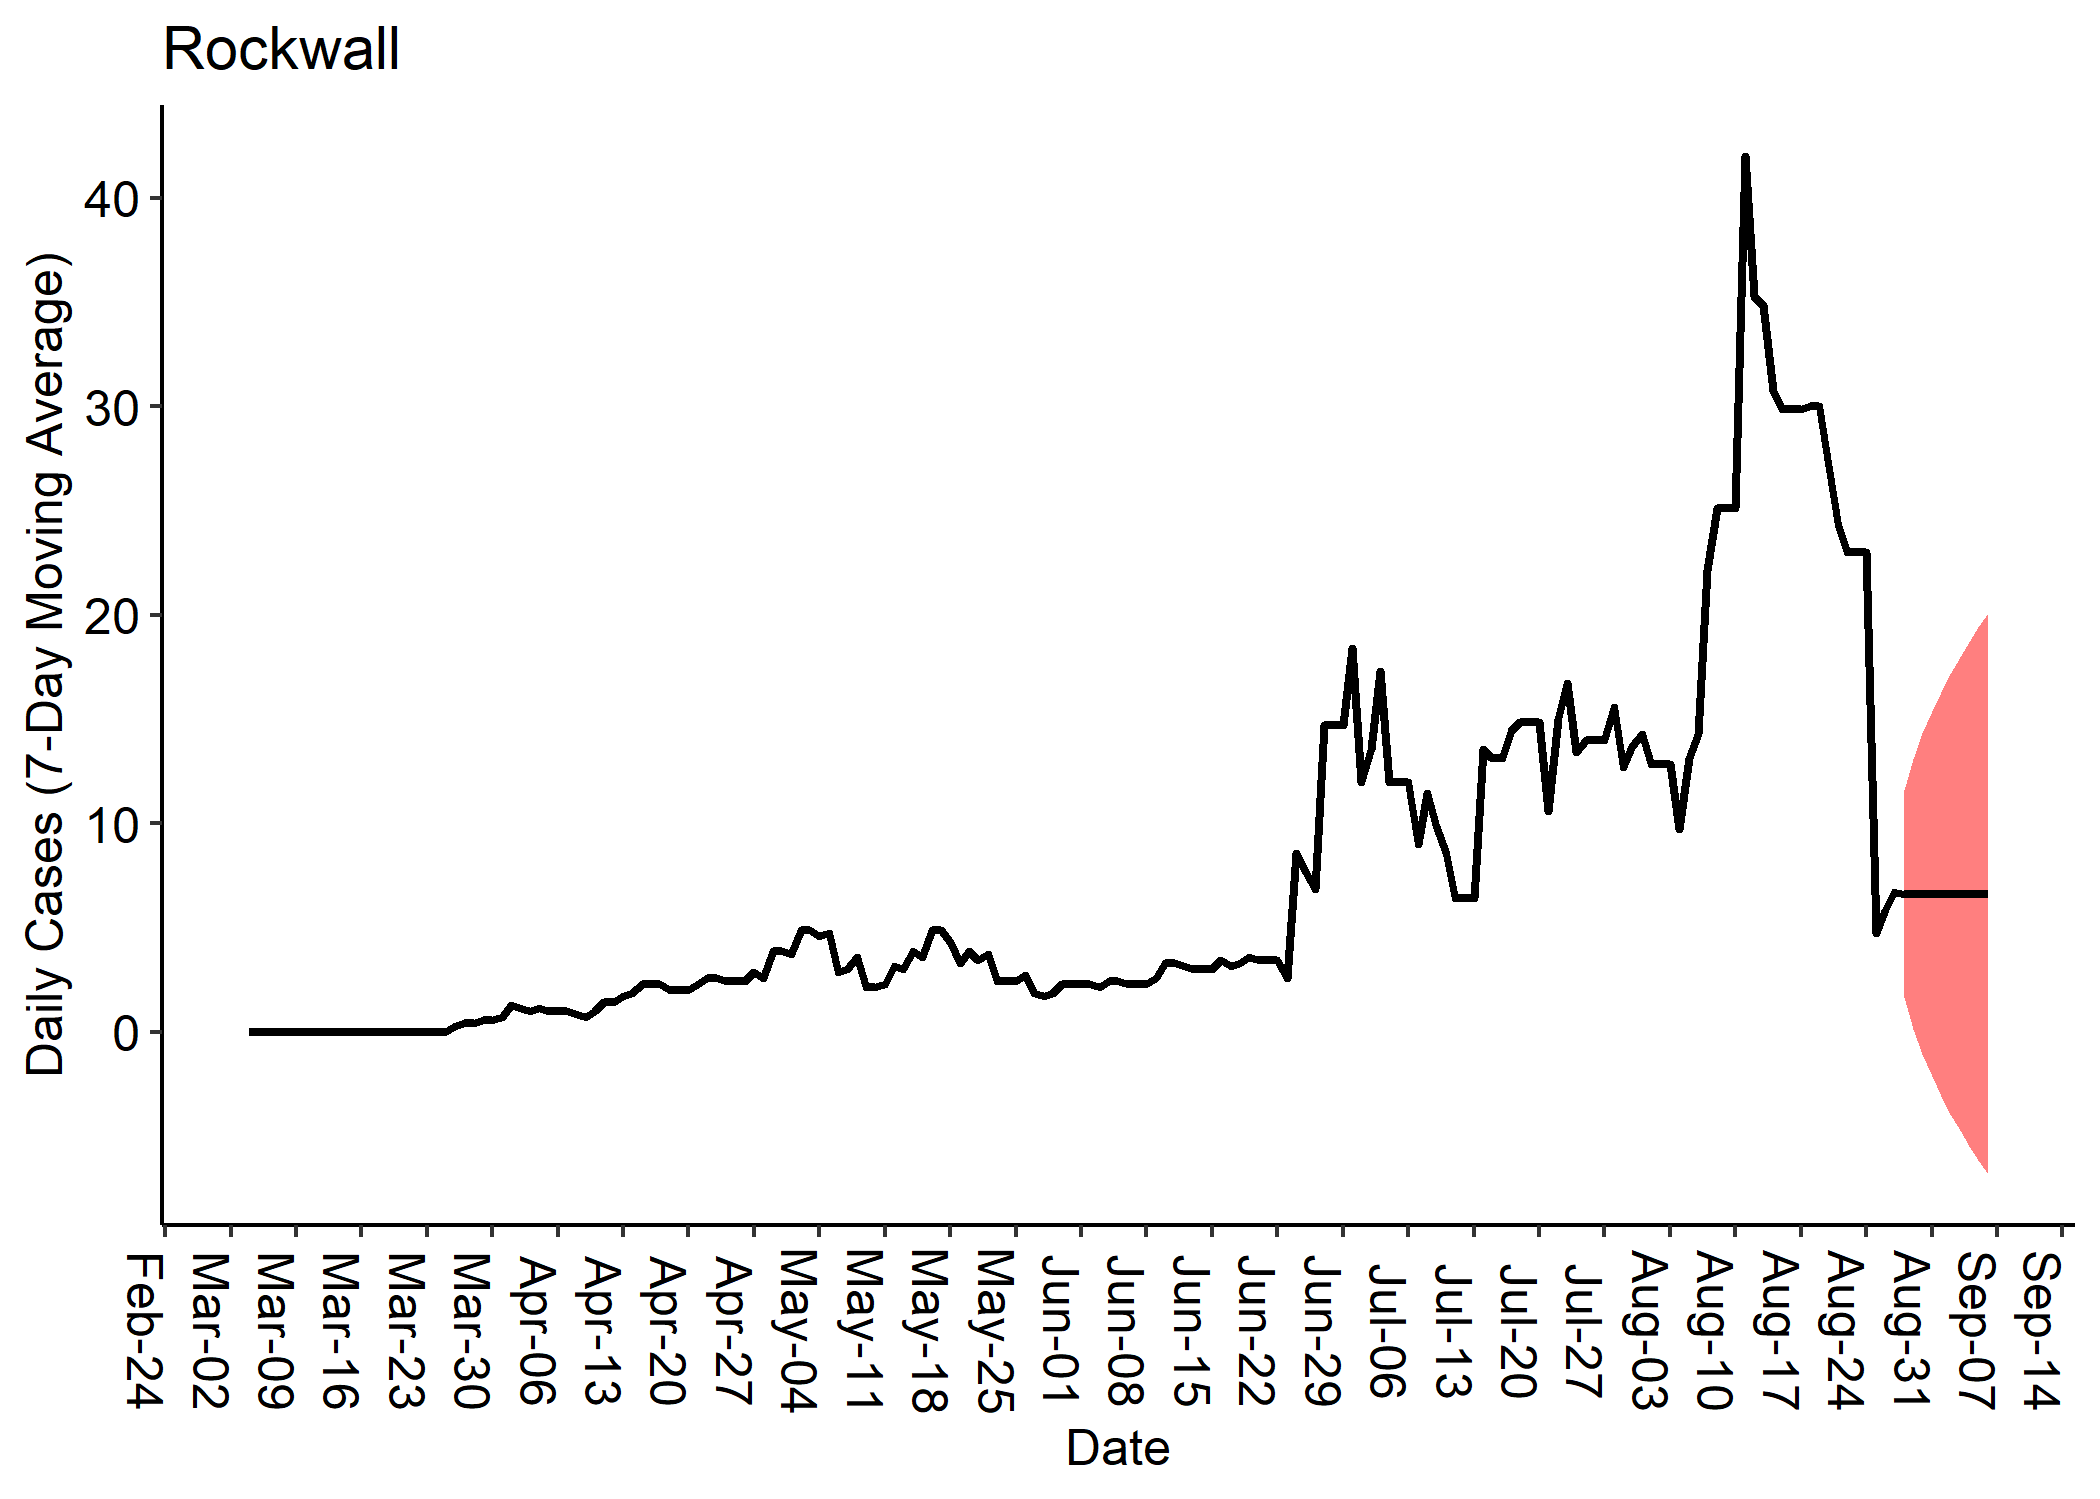 Rockwall
Daily Cases (7-Day Moving Average)
40
30
20
10
0
Feb-24
Mar-02
Mar-09
Mar-16
Mar-23
Mar-30
Apr-06
Apr-13
Apr-20
Apr-27
May-04
May-11
May-18
May-25
Jun-01
Jun-08
Jun-15
Jun-22
Jun-29
Jul-06
Jul-13
Jul-20
Jul-27
Aug-03
Aug-10
Aug-17
Aug-24
Aug-31
Sep-07
Sep-14
Date